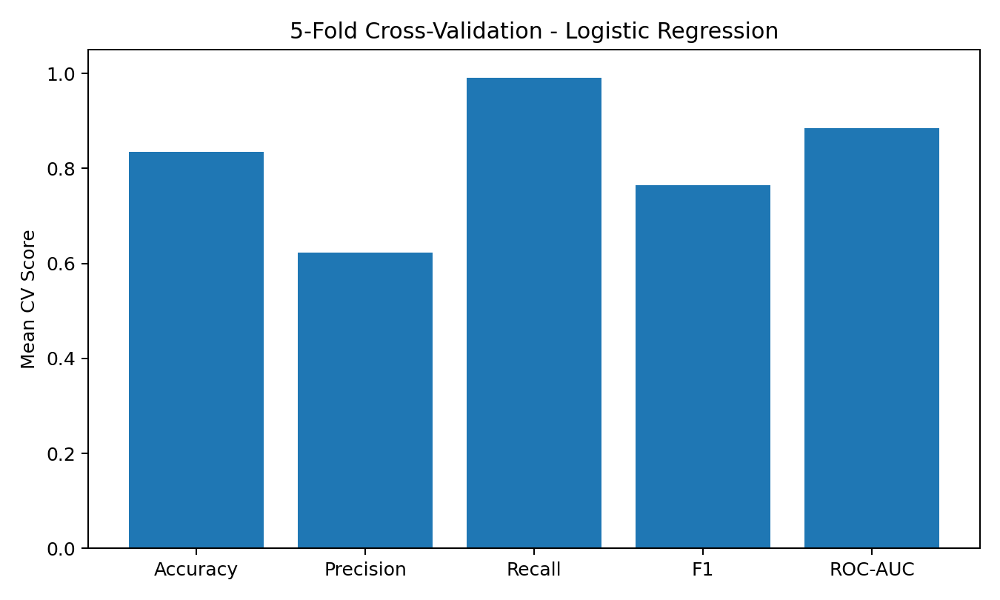 5-Fold Cross-Validation - Logistic Regression
Mean CV Score
1.0
0.8
0.6
0.4
0.2
0.0
Accuracy Precision Recall F1 ROC-AUC